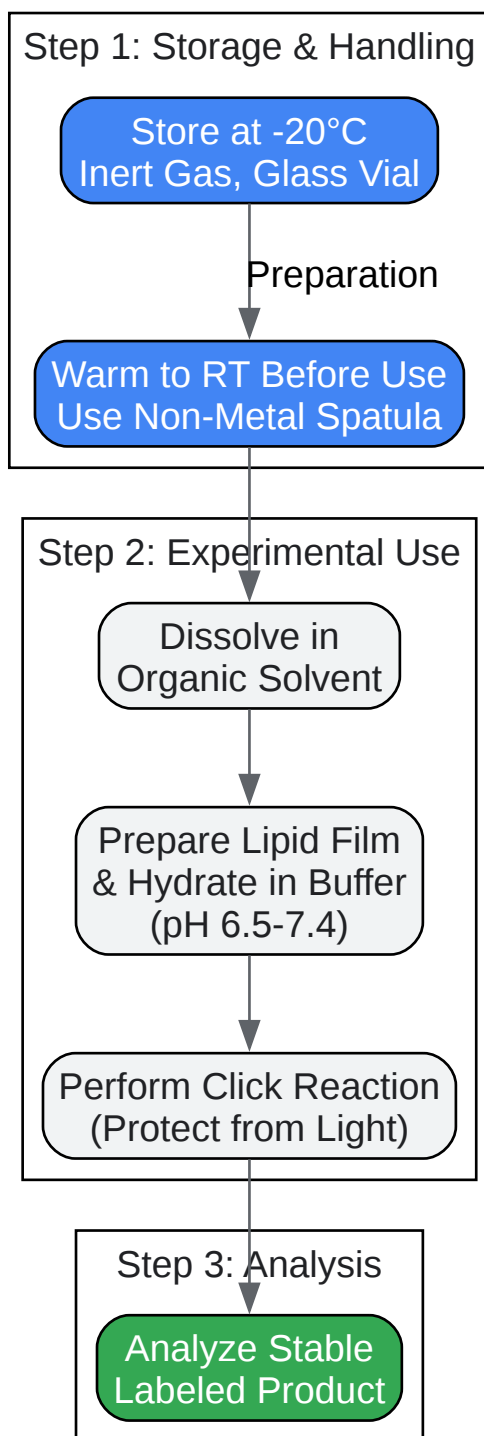 Step 1: Storage & Handling
Store at -20°C
Inert Gas, Glass Vial
Preparation
Warm to RT Before Use
Use Non-Metal Spatula
Step 2: Experimental Use
Dissolve in
Organic Solvent
Prepare Lipid Film
& Hydrate in Buffer
(pH 6.5-7.4)
Perform Click Reaction
(Protect from Light)
Step 3: Analysis
Analyze Stable
Labeled Product